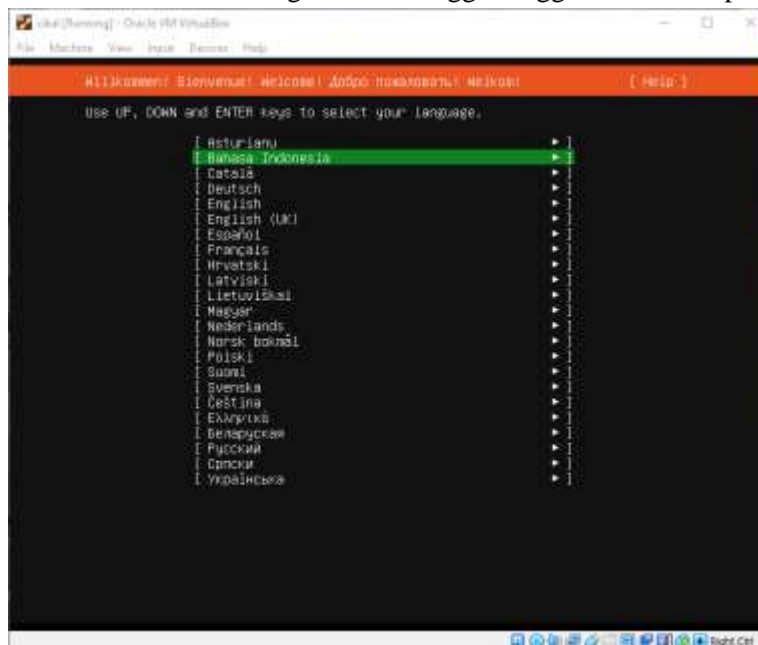 [Running] - Oracle VM VirtualBox
File Machine View Input Devices Help
Willkommen! Bienvenue! Welcome! Добро пожаловать! Welkom! [ Help ]
Use UP, DOWN and ENTER keys to select your language.
[ Asturianu ► ]
[ Bahasa Indonesia ► ]
[ Català ► ]
[ Deutsch ► ]
[ English ► ]
[ English (UK) ► ]
[ Español ► ]
[ Français ► ]
[ Hrvatski ► ]
[ Latviski ► ]
[ Lietuviškai ► ]
[ Magyar ► ]
[ Nederlands ► ]
[ Norsk bokmål ► ]
[ Polski ► ]
[ Suomi ► ]
[ Svenska ► ]
[ Čeština ► ]
[ Ελληνικά ► ]
[ Беларуская ► ]
[ Русский ► ]
[ Српски ► ]
[ Українська ► ]
Right Ctrl